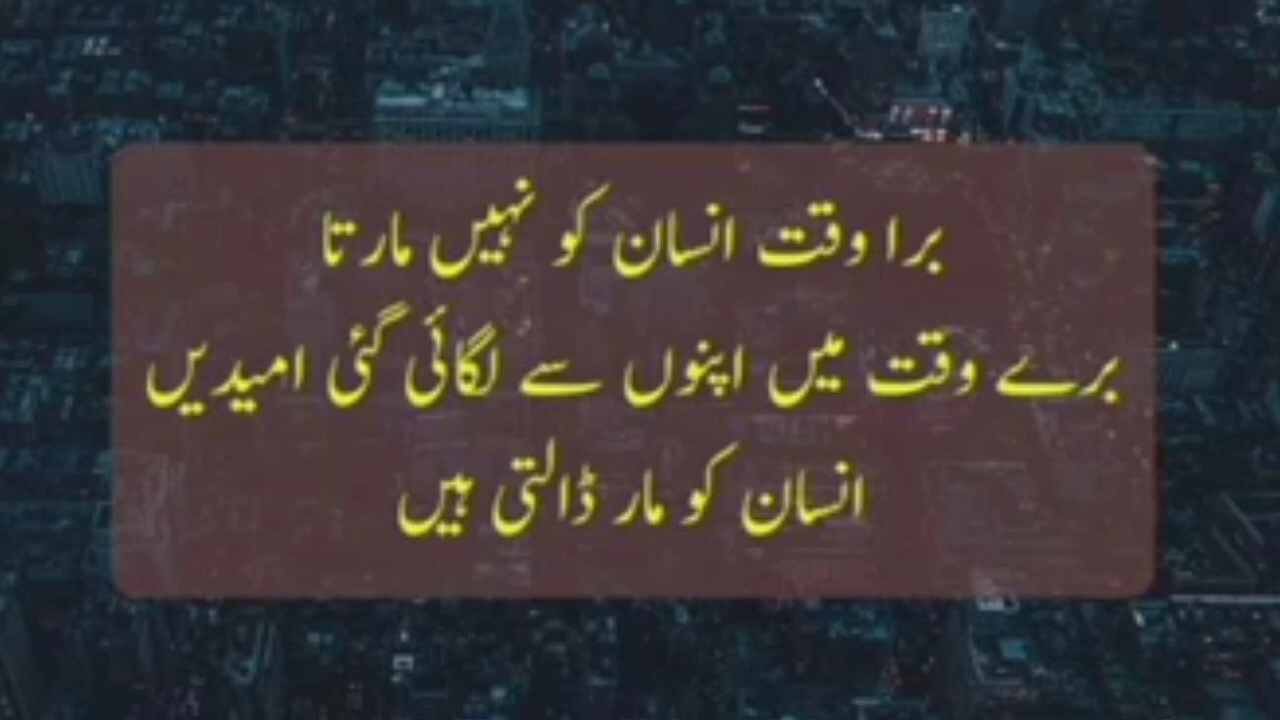 برا وقت انسان کو نہیں مارتا
برے وقت میں اپنوں سے لگائی گئی امیدیں
انسان کو مار ڈالتی ہیں